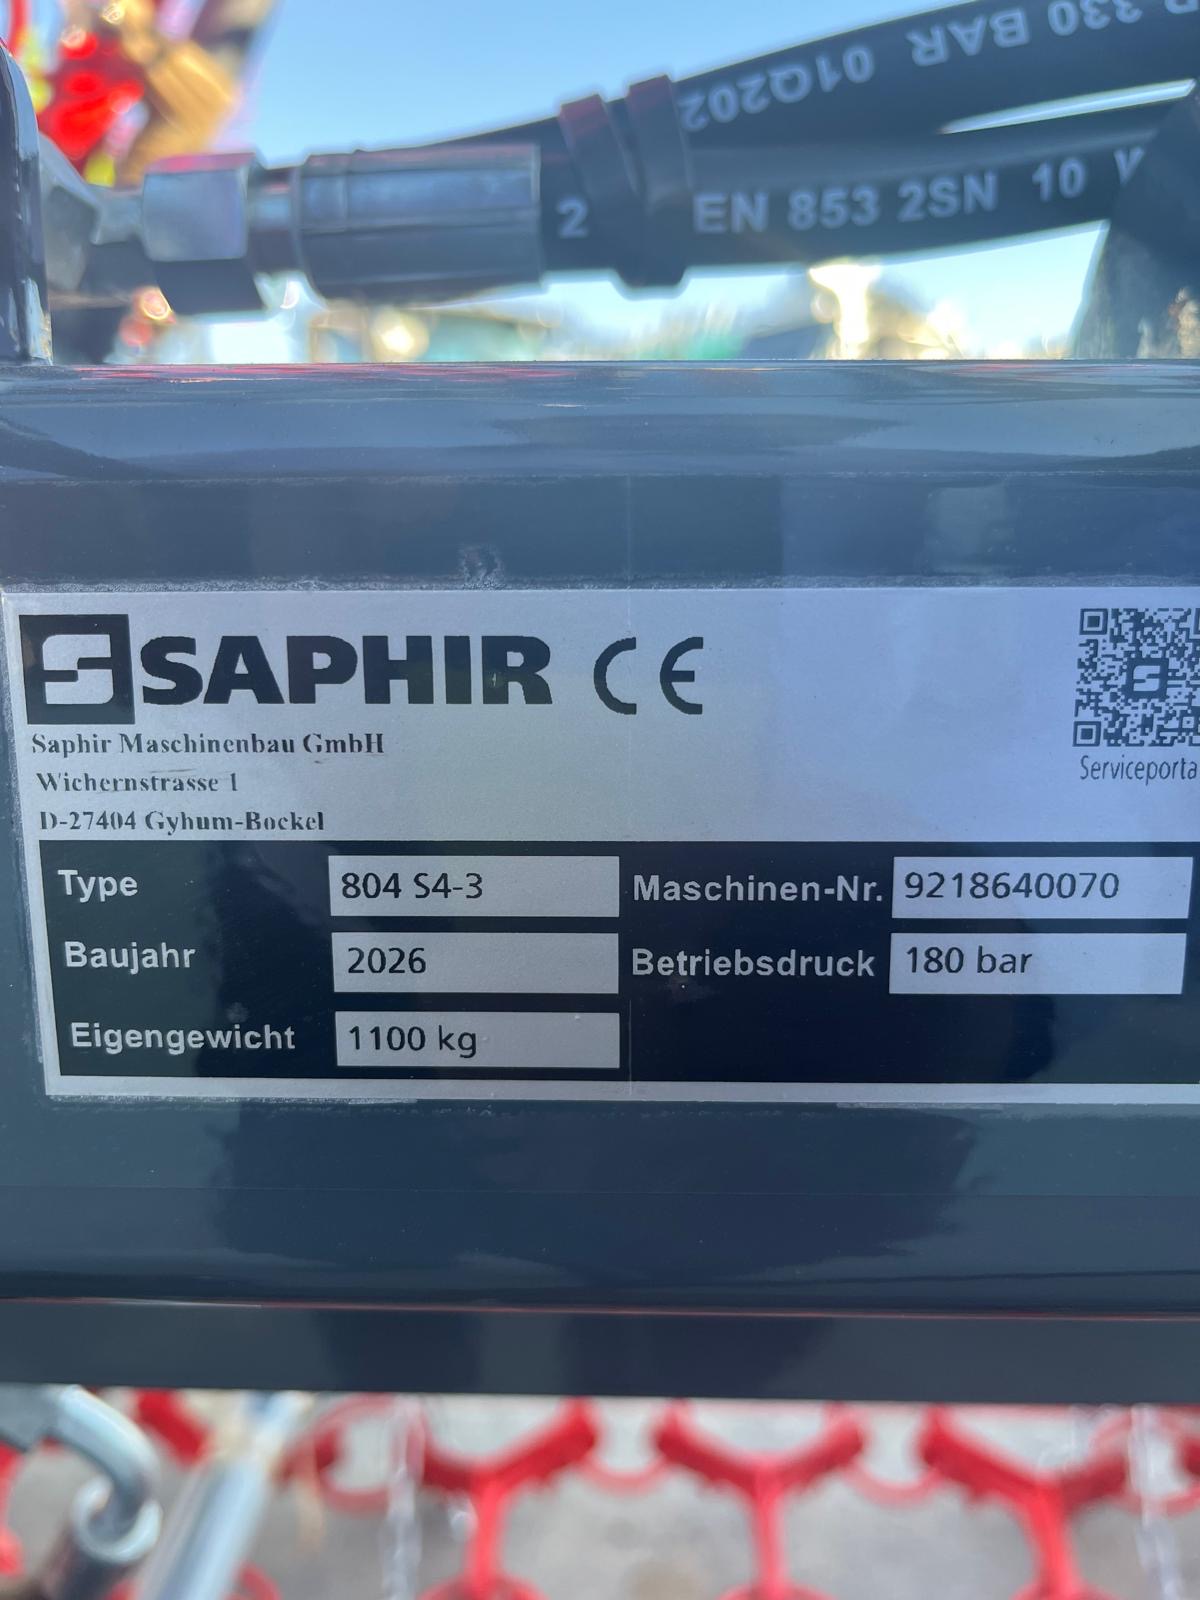 R 330 BAR 01Q202
2 EN 853 2SN 10
SAPHIR CE
Saphir Maschinenbau GmbH
Wichernstrasse 1
D-27404 Gyhum-Bockel
Serviceporta
Type 804 S4-3 Maschinen-Nr. 9218640070
Baujahr 2026 Betriebsdruck 180 bar
Eigengewicht 1100 kg